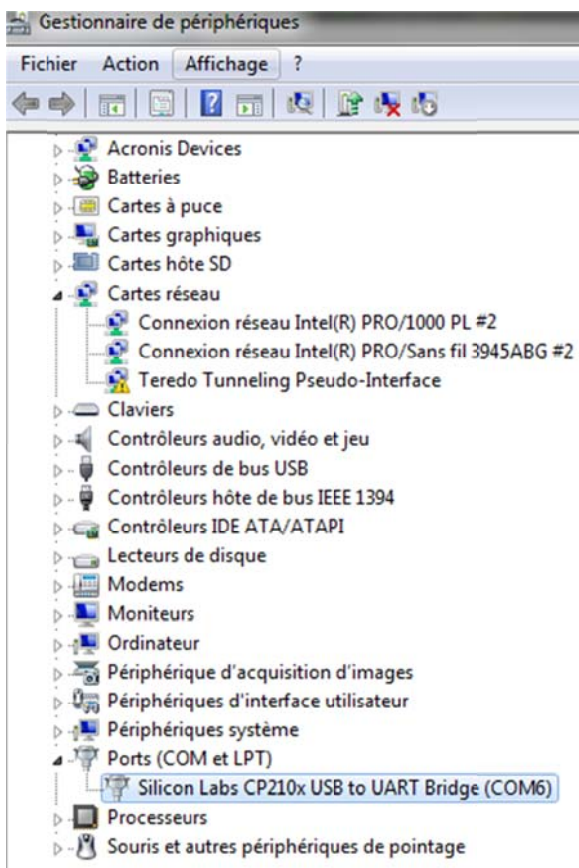 Gestionnaire de périphériques
Fichier Action Affichage ?
Acronis Devices
Batteries
Cartes à puce
Cartes graphiques
Cartes hôte SD
Cartes réseau
Connexion réseau Intel(R) PRO/1000 PL #2
Connexion réseau Intel(R) PRO/Sans fil 3945ABG #2
Teredo Tunneling Pseudo-Interface
Claviers
Contrôleurs audio, vidéo et jeu
Contrôleurs de bus USB
Contrôleurs hôte de bus IEEE 1394
Contrôleurs IDE ATA/ATAPI
Lecteurs de disque
Modems
Moniteurs
Ordinateur
Périphérique d'acquisition d'images
Périphériques d'interface utilisateur
Périphériques système
Ports (COM et LPT)
Silicon Labs CP210x USB to UART Bridge (COM6)
Processeurs
Souris et autres périphériques de pointage